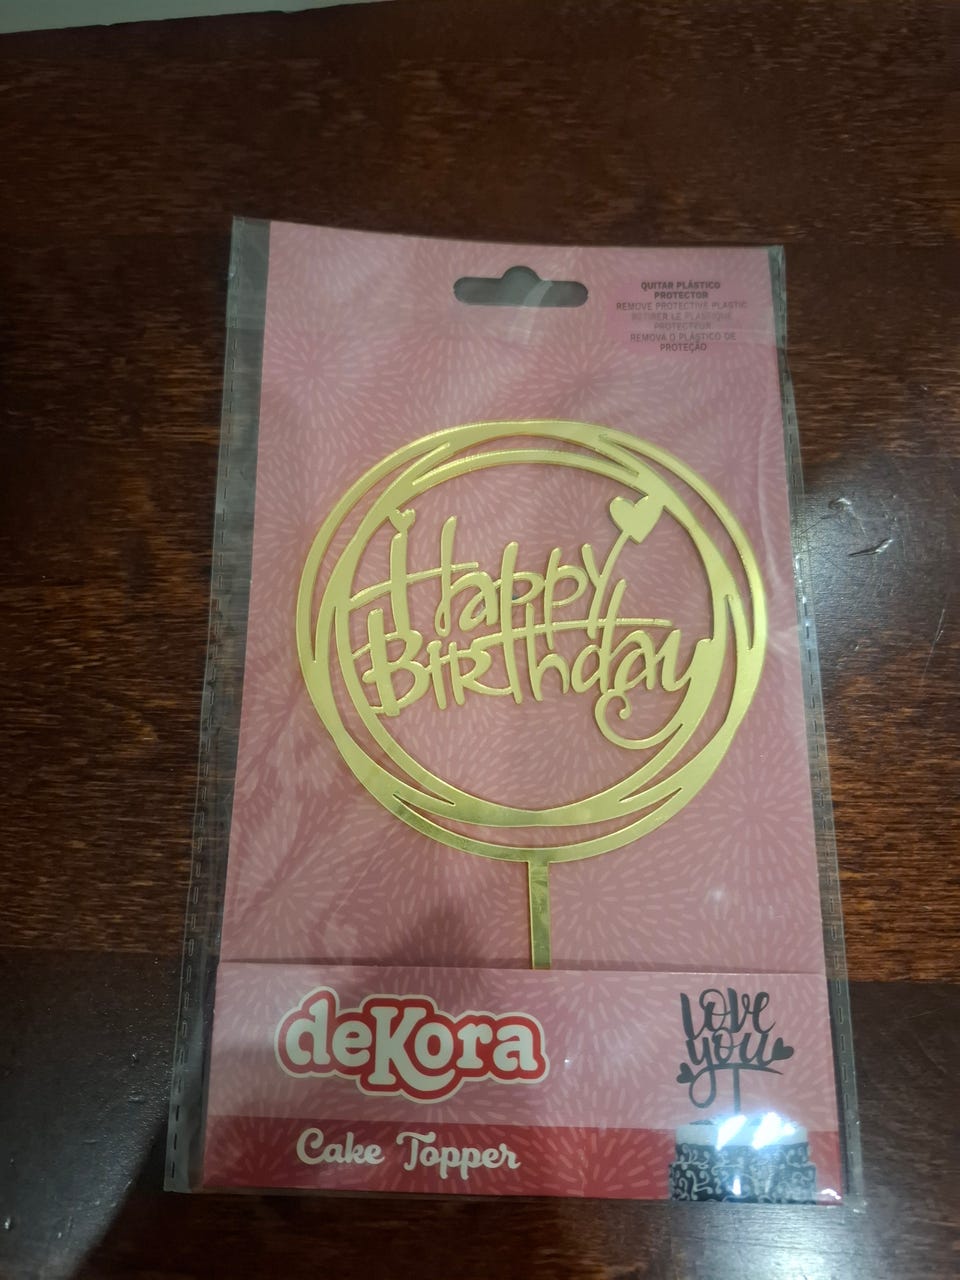 QUITAR PLÁSTICO
PROTECTOR
REMOVE PROTECTIVE PLASTIC
RETIRER LE PLASTIQUE
PROTECTEUR
REMOVA O PLÁSTICO DE
PROTEÇÃO
Happy
Birthday
deKora
Cake Topper
love
you